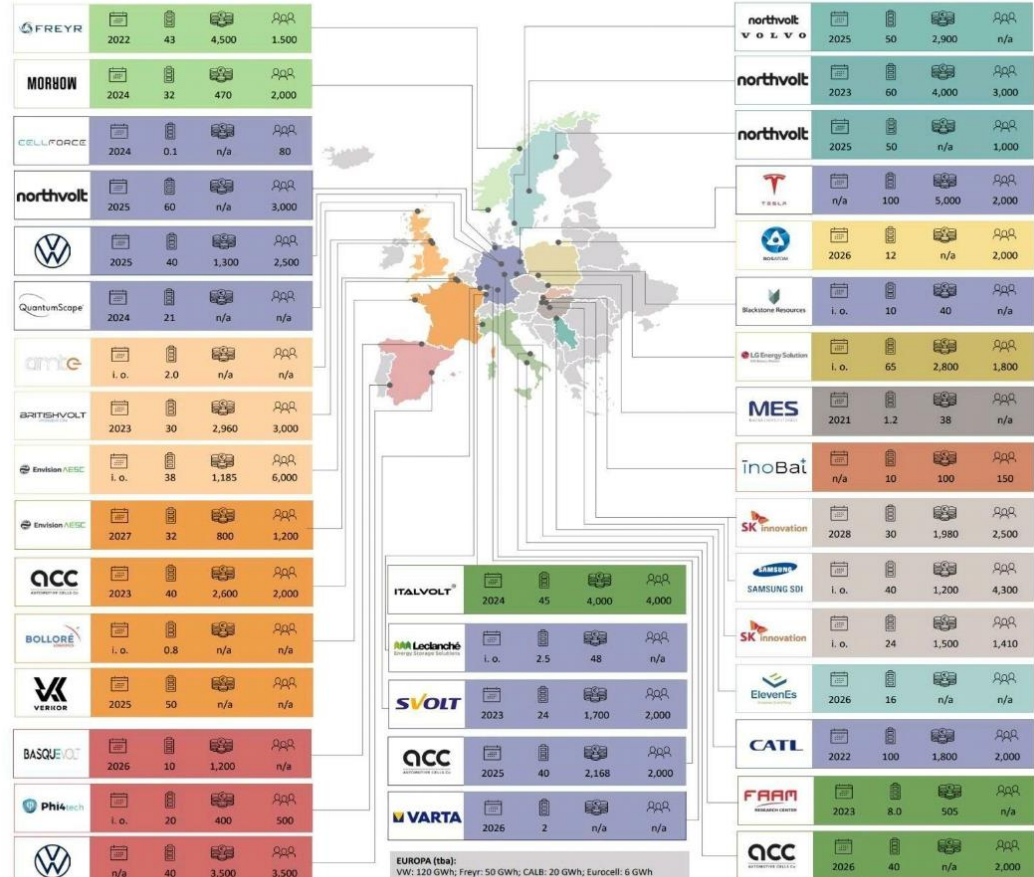 FREYR
2022 43 4,500 1.500
MORROW
2024 32 470 2,000
CELLFORCE
2024 0.1 n/a 80
northvolt
2025 60 n/a 3,000
2025 40 1,300 2,500
QuantumScape
2024 21 n/a n/a
amte
i. o. 2.0 n/a n/a
BRITISHVOLT
2023 30 2,960 3,000
Envision AESC
i. o. 38 1,185 6,000
Envision AESC
2027 32 800 1,200
acc
AUTOMOTIVE CELLS Co
2023 40 2,600 2,000
BOLLORÉ
i. o. 0.8 n/a n/a
VERKOR
2025 50 n/a n/a
BASQUEVOLT
2026 10 1,200 n/a
Phi4tech
i. o. 20 400 500
n/a 40 3,500 3,500
ITALVOLT
2024 45 4,000 4,000
Leclanché
Energy Storage Solutions
i. o. 2.5 48 n/a
SVOLT
2023 24 1,700 2,000
acc
AUTOMOTIVE CELLS Co
2025 40 2,168 2,000
VARTA
2026 2 n/a n/a
EUROPA (tba):
VW: 120 GWh; Freyr: 50 GWh; CALB: 20 GWh; Eurocell: 6 GWh
northvolt
VOLVO
2025 50 2,900 n/a
northvolt
2023 60 4,000 3,000
northvolt
2025 50 n/a 1,000
TESLA
n/a 100 5,000 2,000
ROSATOM
2026 12 n/a 2,000
Blackstone Resources
i. o. 10 40 n/a
LG Energy Solution
i. o. 65 2,800 1,800
MES
2021 1.2 38 n/a
inoBat
n/a 10 100 150
SK innovation
2028 30 1,980 2,500
SAMSUNG
SAMSUNG SDI
i. o. 40 1,200 4,300
SK innovation
i. o. 24 1,500 1,410
ElevenEs
2026 16 n/a n/a
CATL
2022 100 1,800 2,000
FAAM
RESEARCH CENTER
2023 8.0 505 n/a
acc
AUTOMOTIVE CELLS Co
2026 40 n/a 2,000